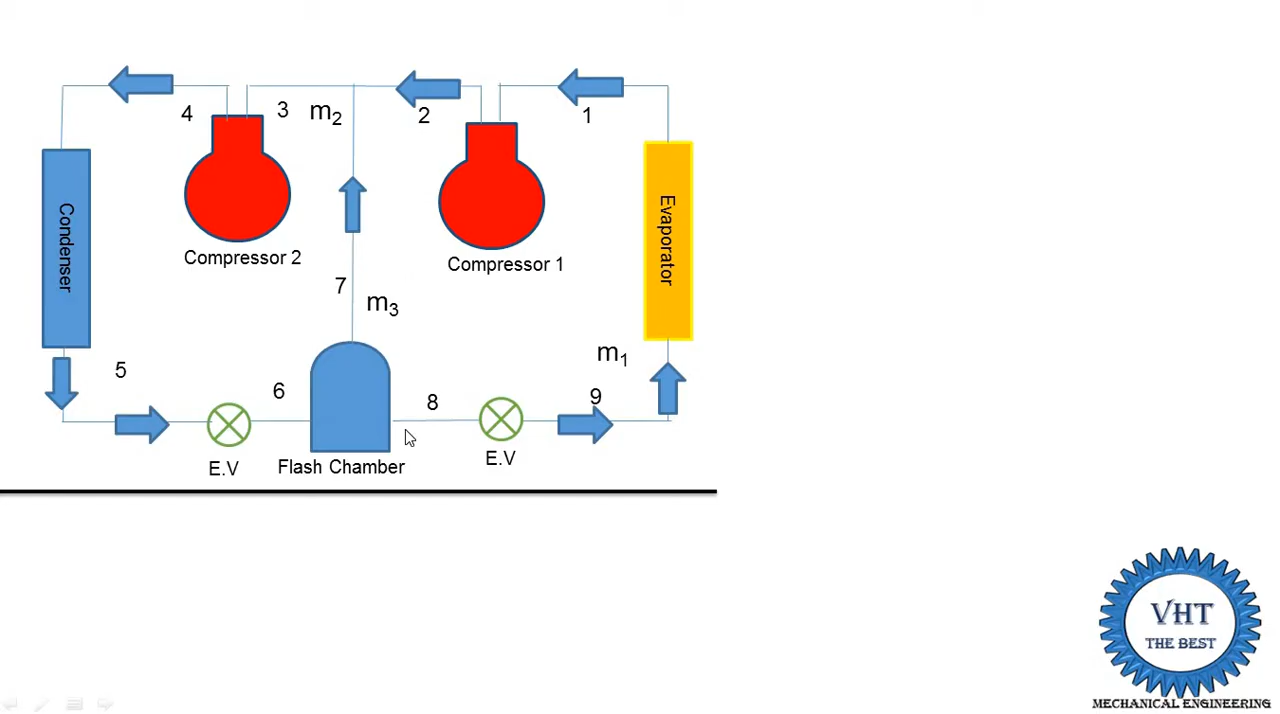 4
3
m2
2
1
Condenser
Evaporator
Compressor 2
Compressor 1
7
m3
m1
5
6
8
9
E.V
Flash Chamber
E.V
VHT
THE BEST
MECHANICAL ENGINEERING